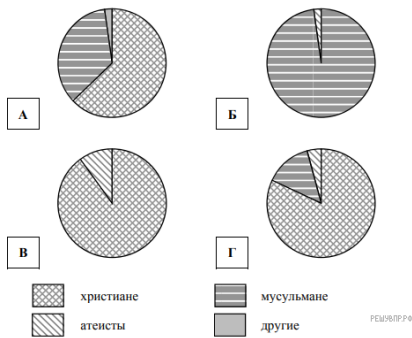 А
Б
В
Г
христиане
мусульмане
атеисты
другие
РЕШУВПР.РФ